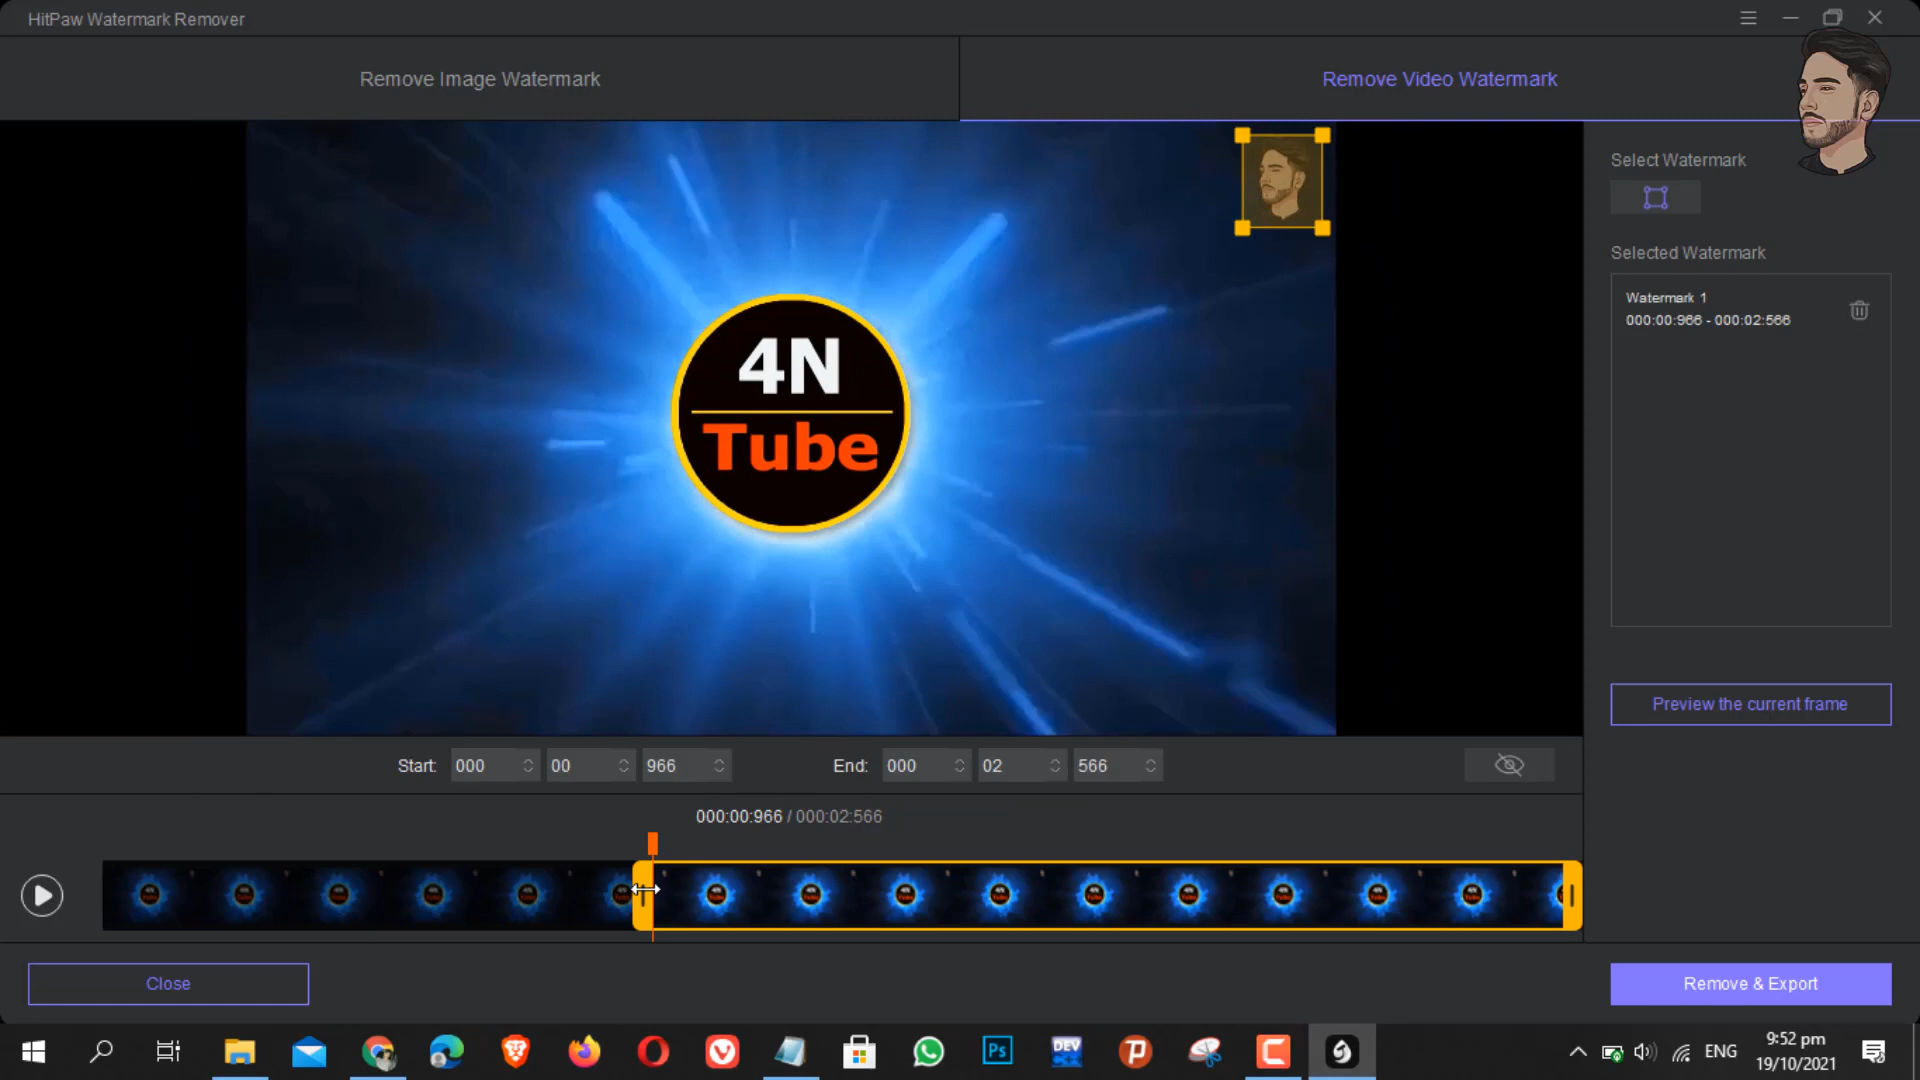 HitPaw Watermark Remover
Remove Image Watermark
Remove Video Watermark
Select Watermark
Selected Watermark
Watermark 1
000:00:966 - 000:02:566
4N
Tube
Preview the current frame
Start: 000 00 966 End: 000 02 566
000:00:966 / 000:02:566
Close
Remove & Export
Ps
DEV
C++
ENG
9:52 pm
19/10/2021